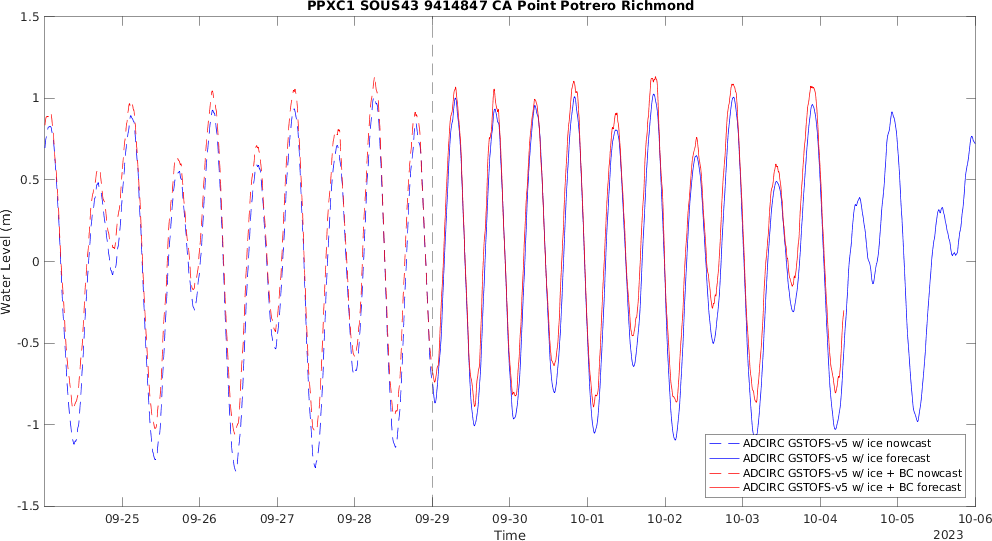 PPXC1 SOUS43 9414847 CA Point Potrero Richmond
1.5
1
0.5
0
-0.5
-1
-1.5
Water Level (m)
09-25 09-26 09-27 09-28 09-29 09-30 10-01 10-02 10-03 10-04 10-05 10-06
Time
2023
ADCIRC GSTOFS-v5 w/ ice nowcast
ADCIRC GSTOFS-v5 w/ ice forecast
ADCIRC GSTOFS-v5 w/ ice + BC nowcast
ADCIRC GSTOFS-v5 w/ ice + BC forecast